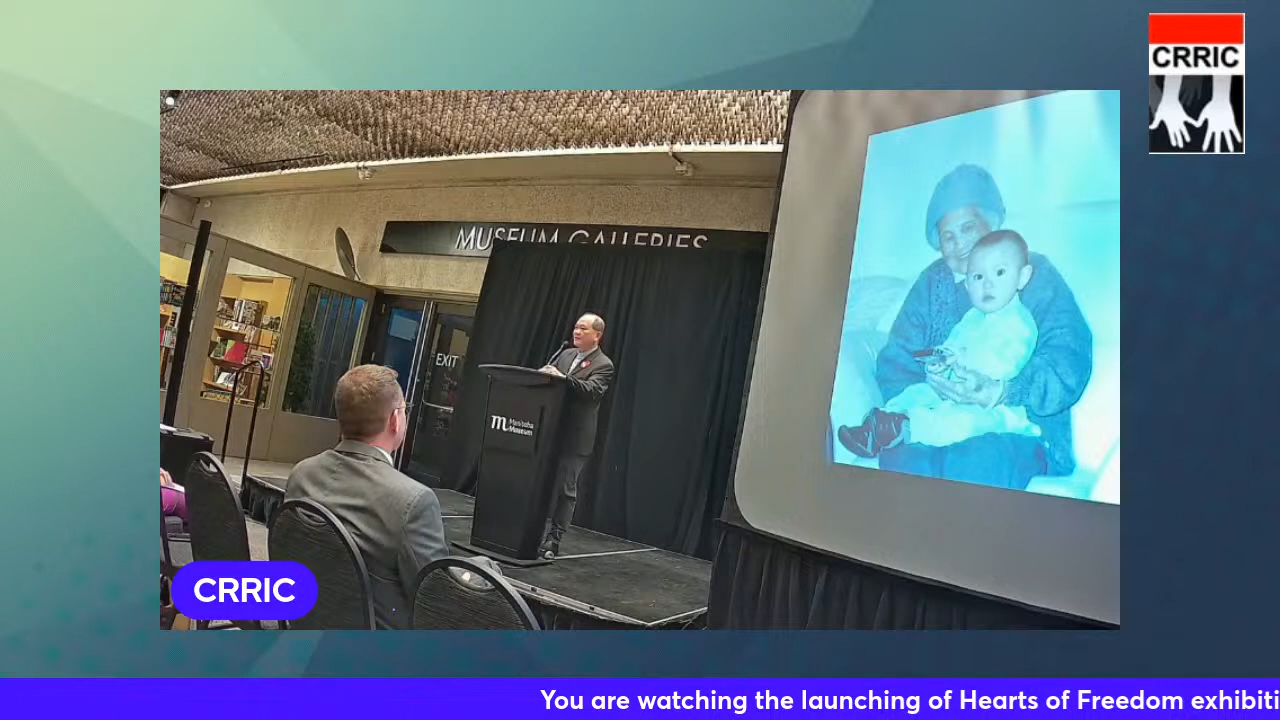 CRRIC
MUSEUM GALLERIES
EXIT
m Manitoba
Museum
CRRIC
You are watching the launching of Hearts of Freedom exhibiti